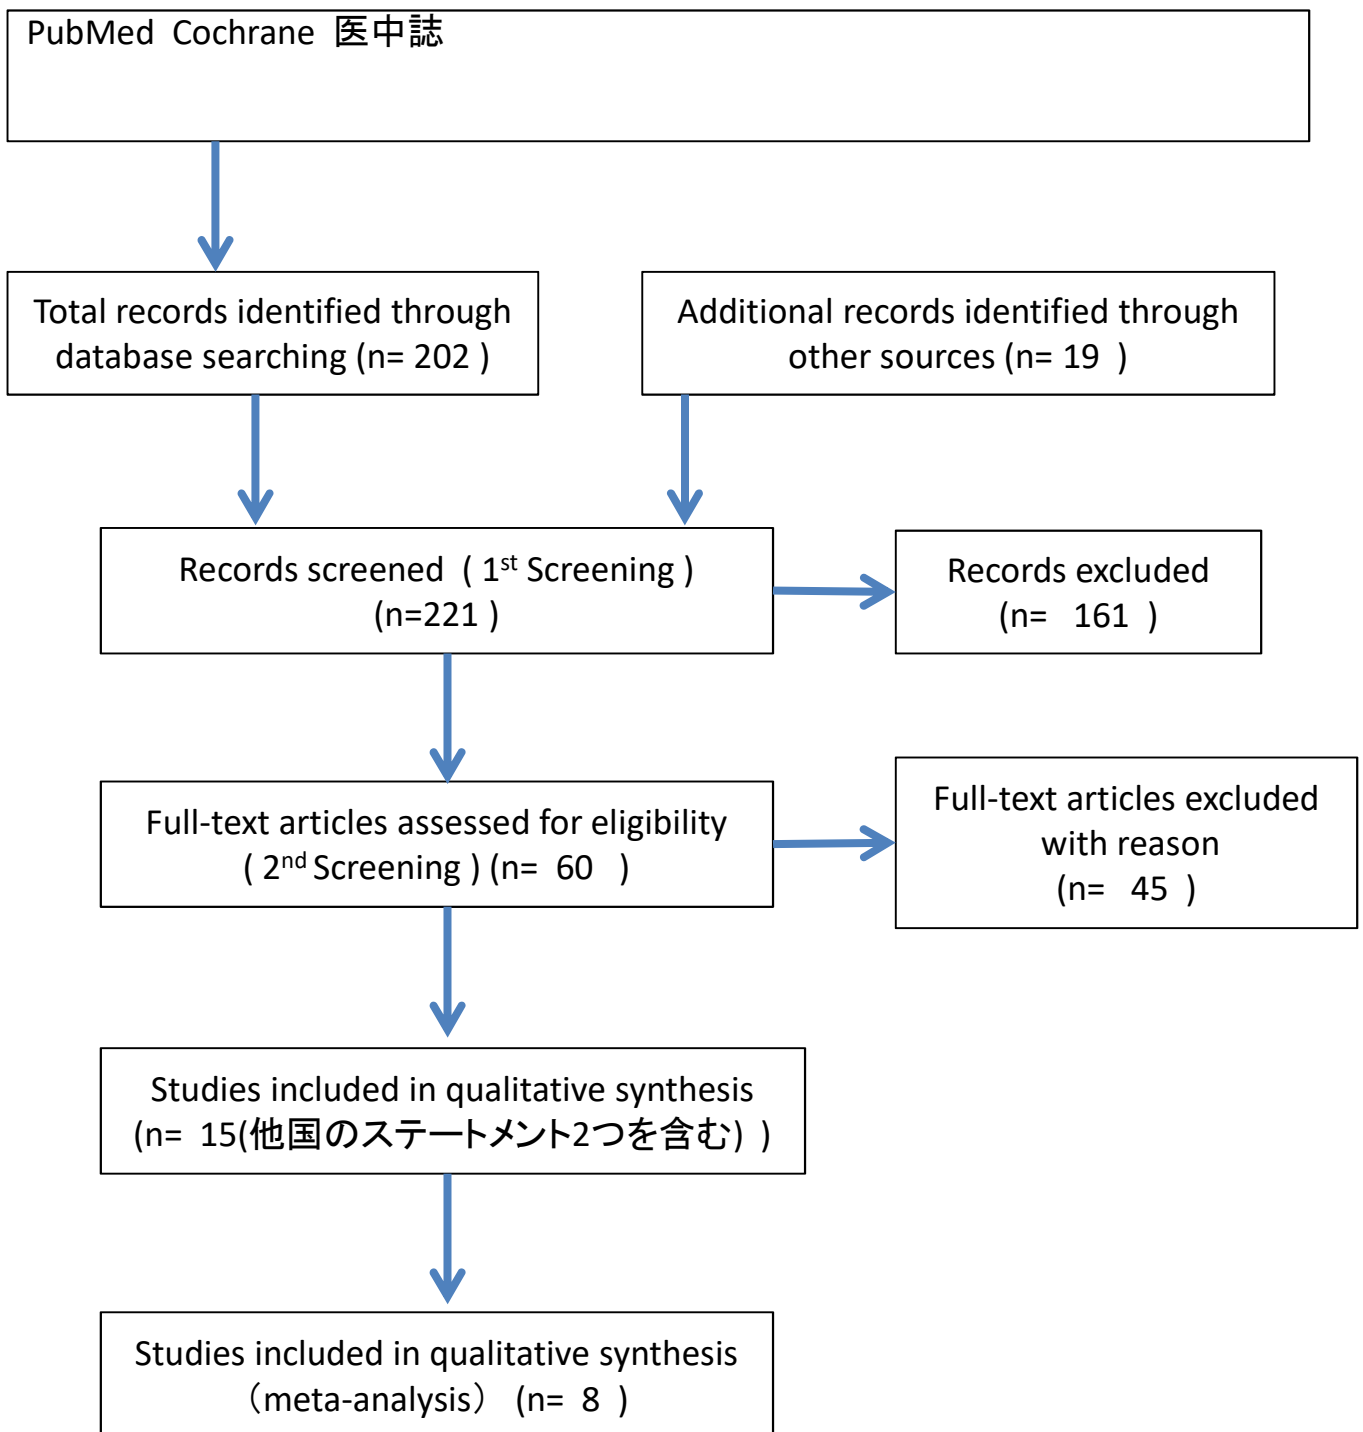 PubMed Cochrane 医中誌
Total records identified through
database searching (n= 202 )
Additional records identified through
other sources (n= 19 )
Records screened ( 1st Screening )
(n=221 )
Records excluded
(n= 161 )
Full-text articles assessed for eligibility
( 2nd Screening ) (n= 60 )
Full-text articles excluded
with reason
(n= 45 )
Studies included in qualitative synthesis
(n= 15(他国のステートメント2つを含む) )
Studies included in qualitative synthesis
（meta-analysis） (n= 8 )